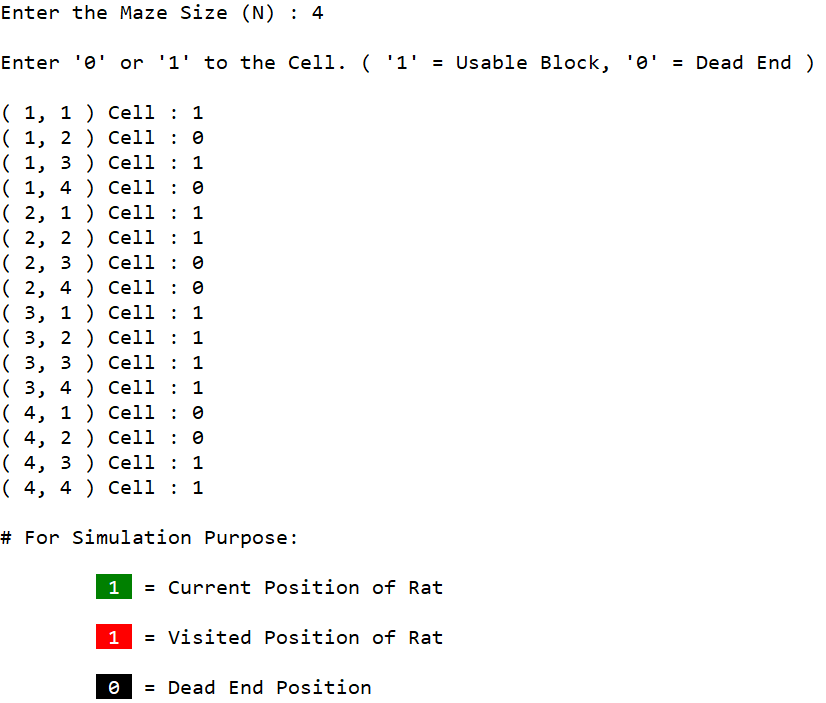 Enter the Maze Size (N) : 4
Enter '0' or '1' to the Cell. ( '1' = Usable Block, '0' = Dead End )
( 1, 1 ) Cell : 1
( 1, 2 ) Cell : 0
( 1, 3 ) Cell : 1
( 1, 4 ) Cell : 0
( 2, 1 ) Cell : 1
( 2, 2 ) Cell : 1
( 2, 3 ) Cell : 0
( 2, 4 ) Cell : 0
( 3, 1 ) Cell : 1
( 3, 2 ) Cell : 1
( 3, 3 ) Cell : 1
( 3, 4 ) Cell : 1
( 4, 1 ) Cell : 0
( 4, 2 ) Cell : 0
( 4, 3 ) Cell : 1
( 4, 4 ) Cell : 1
# For Simulation Purpose:
1 = Current Position of Rat
1 = Visited Position of Rat
0 = Dead End Position